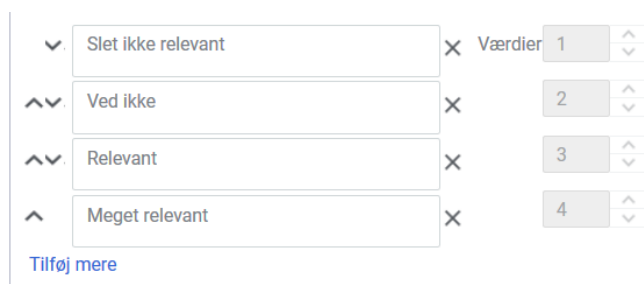 Slet ikke relevant Værdier 1
Ved ikke 2
Relevant 3
Meget relevant 4
Tilføj mere